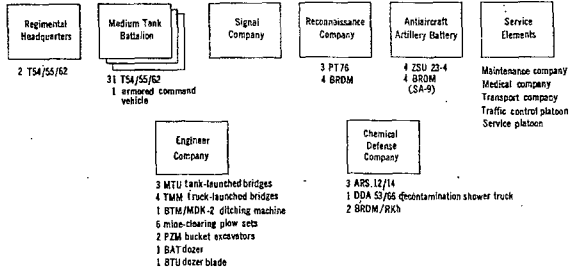 Regimental
Headquarters
2 T54/55/62
Medium Tank
Battalion
31 T54/55/62
1 armored command
vehicle
Signal
Company
Reconnaissance
Company
3 PT76
4 BRDM
Antiaircraft
Artillery Battery
4 ZSU 23-4
4 BRDM
(SA-9)
Service
Elements
Maintenance company
Medical company
Transport company
Traffic control platoon
Service platoon
Engineer
Company
3 MTU tank-launched bridges
4 TMM truck-launched bridges
1 BTM/MDK-2 ditching machine
6 mine-clearing plow sets
2 PZM bucket excavators
1 BAT dozer
1 BTU dozer blade
Chemical
Defense
Company
3 ARS.12/14
1 DDA 53/66 decontamination shower truck
2 BRDM/RKh